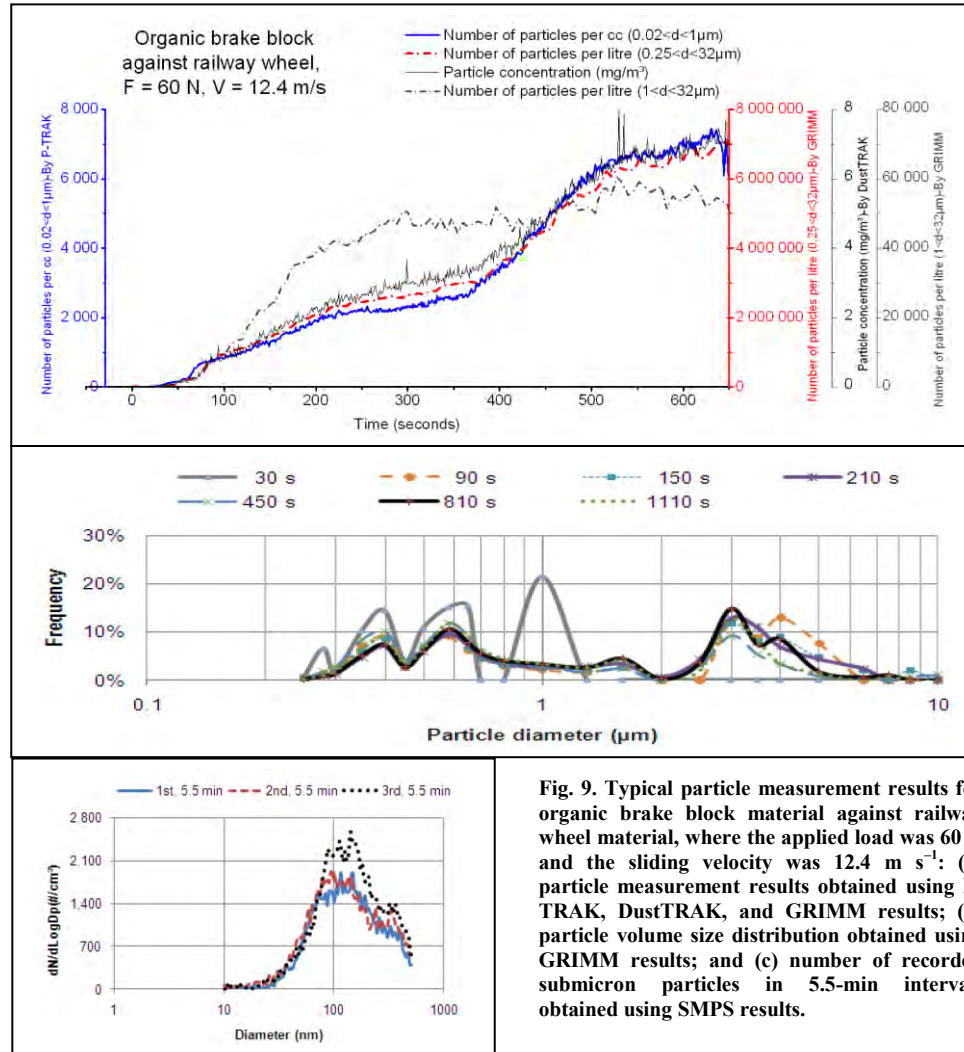 Organic brake block
against railway wheel,
F = 60 N, V = 12.4 m/s
Number of particles per cc (0.02<d<1µm)
Number of particles per litre (0.25<d<32µm)
Particle concentration (mg/m³)
Number of particles per litre (1<d<32µm)
Number of particles per cc (0.02<d<1µm)-By P-TRAK
8 000
6 000
4 000
2 000
0
8 000 000
6 000 000
4 000 000
2 000 000
0
Number of particles per litre (0.25<d<32µm)-By GRIMM
8
6
4
2
0
Particle concentration (mg/m³)-By DustTRAK
80 000
60 000
40 000
20 000
0
Number of particles per litre (1<d<32µm)-By GRIMM
0 100 200 300 400 500 600
Time (seconds)
30 s 90 s 150 s 210 s
450 s 810 s 1110 s
Frequency
30%
20%
10%
0%
0.1 1 10
Particle diameter (µm)
1st, 5.5 min 2nd, 5.5 min 3rd, 5.5 min
dN/dLogDp(#/cm³)
2.800
2.100
1.400
700
0
1 10 100 1000
Diameter (nm)
Fig. 9. Typical particle measurement results
organic brake block material against
wheel material, where the applied load was 60
and the sliding velocity was 12.4 m s⁻¹:
particle measurement results obtained using
TRAK, DustTRAK, and GRIMM results;
particle volume size distribution obtained
GRIMM results; and (c) number of
submicron particles in 5.5-min
obtained using SMPS results.